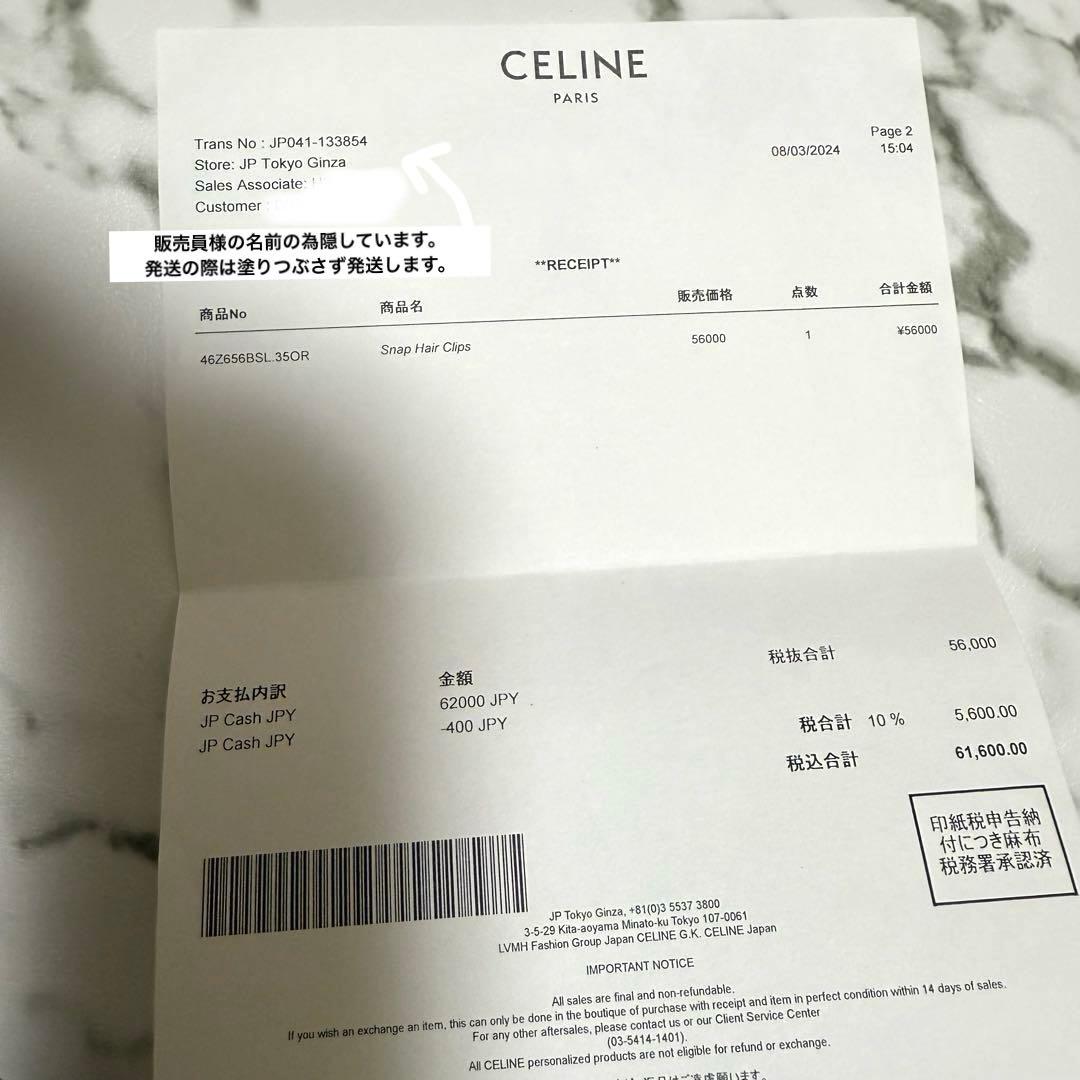 CELINE
PARIS
Page 2
08/03/2024 15:04
Trans No : JP041-133854
Store: JP Tokyo Ginza
Sales Associate:
Customer :
販売員様の名前の為隠しています。
発送の際は塗りつぶさず発送します。
**RECEIPT**
商品No 商品名 販売価格 点数 合計金額
46Z656BSL.35OR Snap Hair Clips 56000 1 ¥56000
税抜合計 56,000
お支払内訳 金額
JP Cash JPY 62000 JPY
JP Cash JPY -400 JPY
税合計 10 % 5,600.00
税込合計 61,600.00
印紙税申告納
付につき麻布
税務署承認済
JP Tokyo Ginza, +81(0)3 5537 3800
3-5-29 Kita-aoyama Minato-ku Tokyo 107-0061
LVMH Fashion Group Japan CELINE G.K. CELINE Japan
IMPORTANT NOTICE
All sales are final and non-refundable.
If you wish an exchange an item, this can only be done in the boutique of purchase with receipt and item in perfect condition within 14 days of sales.
For any other aftersales, please contact us or our Client Service Center
(03-5414-1401).
All CELINE personalized products are not eligible for refund or exchange.